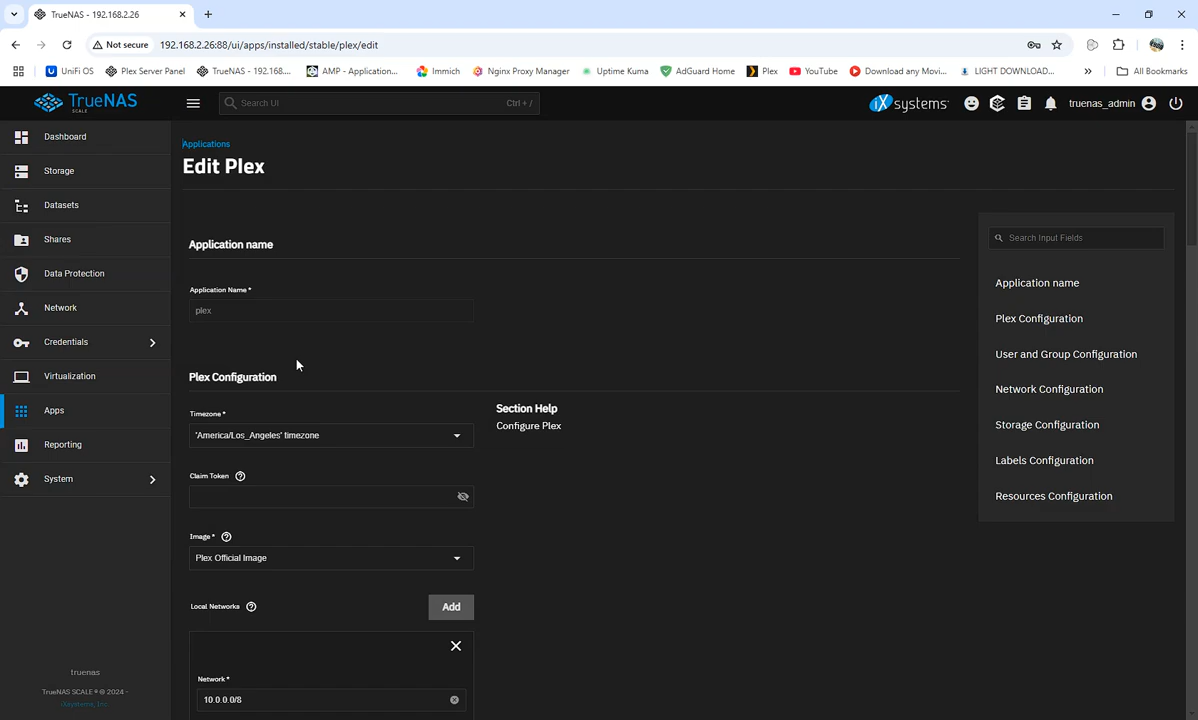 TrueNAS - 192.168.2.26
Not secure
192.168.2.26:88/ui/apps/installed/stable/plex/edit
UniFi OS
Plex Server Panel
TrueNAS - 192.168....
AMP - Application...
Immich
Nginx Proxy Manager
Uptime Kuma
AdGuard Home
Plex
YouTube
Download any Movi...
LIGHT DOWNLOAD...
All Bookmarks
TrueNAS
SCALE
Search UI
Ctrl + /
iX systems
truenas_admin
Dashboard
Storage
Datasets
Shares
Data Protection
Network
Credentials
Virtualization
Apps
Reporting
System
truenas
TrueNAS SCALE ® © 2024 -
iXsystems, Inc
Applications
Edit Plex
Application name
Application Name *
plex
Plex Configuration
Timezone *
'America/Los_Angeles' timezone
Claim Token
Image *
Plex Official Image
Local Networks
Add
Network *
10.0.0.0/8
Section Help
Configure Plex
Search Input Fields
Application name
Plex Configuration
User and Group Configuration
Network Configuration
Storage Configuration
Labels Configuration
Resources Configuration